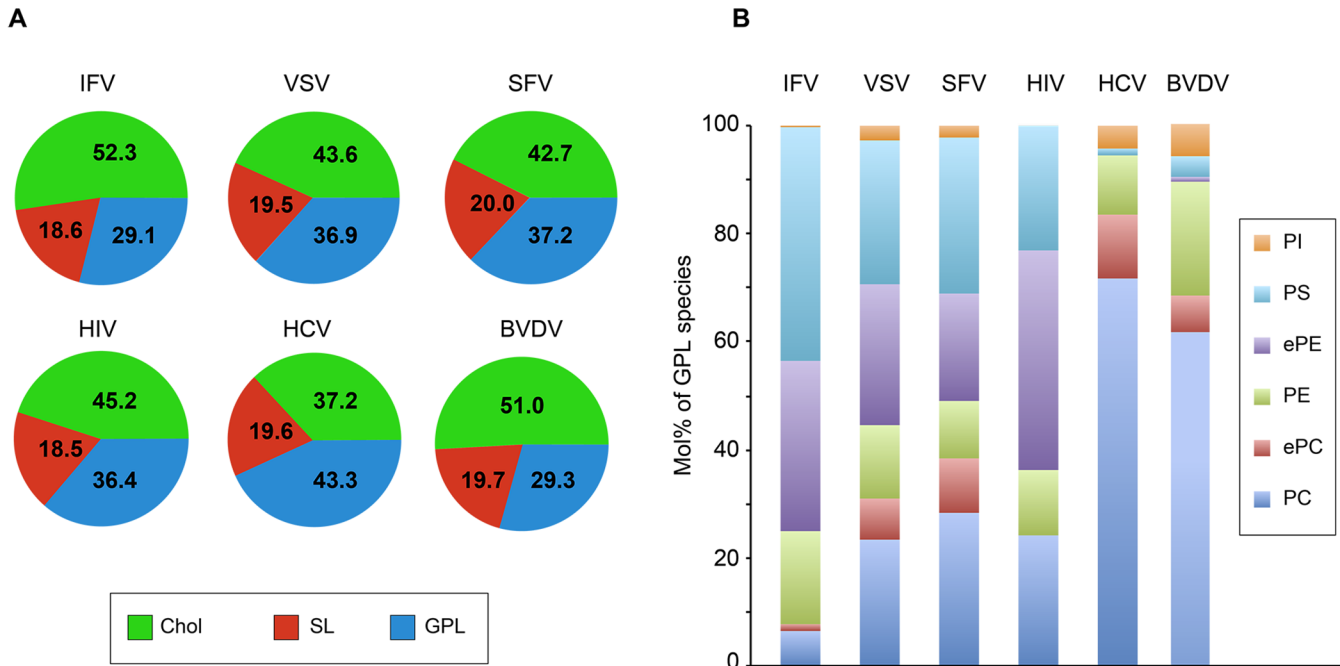 A
IFV VSV SFV
52.3
18.6
29.1
43.6
19.5
36.9
42.7
20.0
37.2
HIV HCV BVDV
45.2
18.5
36.4
37.2
19.6
43.3
51.0
19.7
29.3
Chol SL GPL
B
IFV VSV SFV HIV HCV BVDV
Mol% of GPL species
100
80
60
40
20
0
PI
PS
ePE
PE
ePC
PC